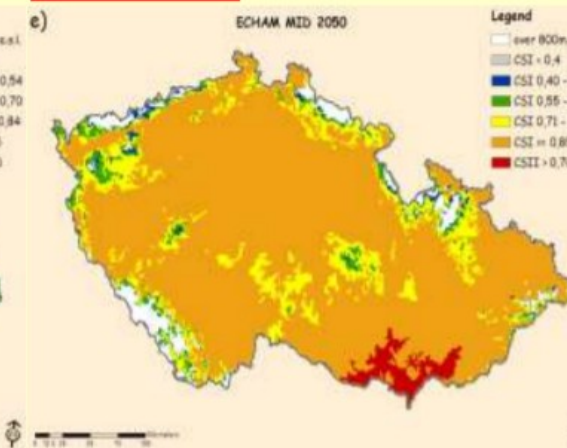 e)
ECHAM MID 2050
Legend
over 800m
CSI < 0,4
CSI 0,40 -
CSI 0,55 -
CSI 0,71 -
CSI >= 0,85
CSII > 0,70
0,54
0,70
0,84